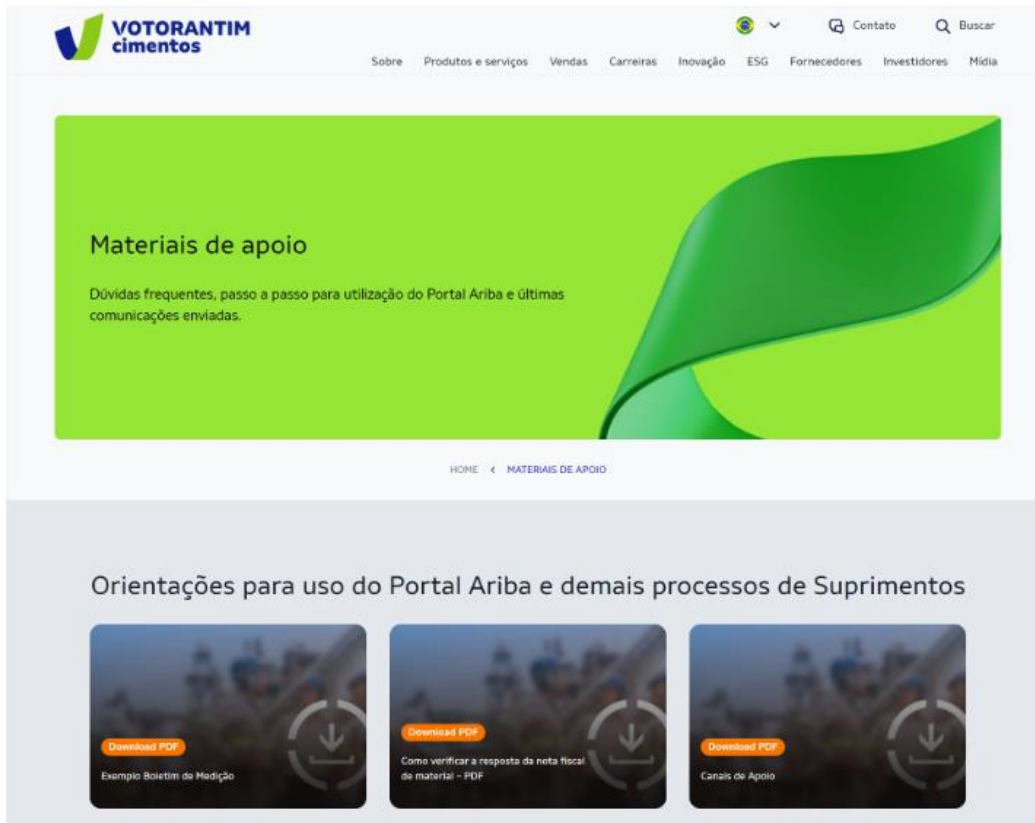 VOTORANTIM
cimentos
Contato
Buscar
Sobre Produtos e serviços Vendas Carreiras Inovação ESG Fornecedores Investidores Mídia
Materiais de apoio
Dúvidas frequentes, passo a passo para utilização do Portal Ariba e últimas
comunicações enviadas.
HOME < MATERIAIS DE APOIO
Orientações para uso do Portal Ariba e demais processos de Suprimentos
Download PDF
Exemplo Boletim de Medição
Download PDF
Como verificar a resposta da nota fiscal
de material – PDF
Download PDF
Canais de Apoio